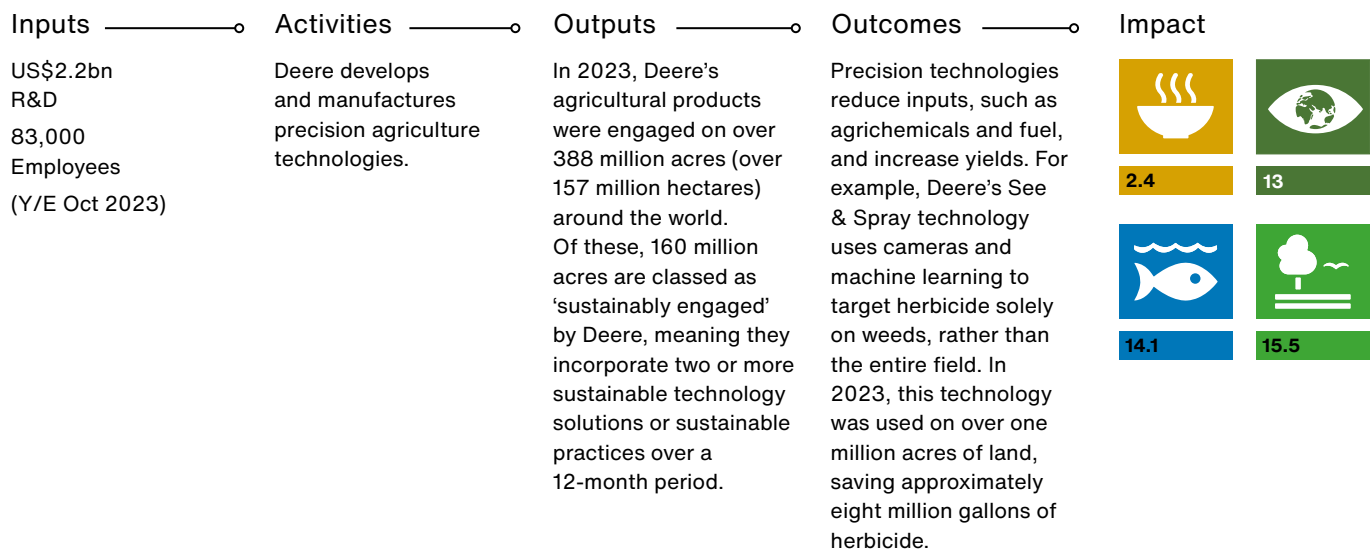 Inputs
US$2.2bn
R&D
83,000
Employees
(Y/E Oct 2023)
Activities
Deere develops
and manufactures
precision agriculture
technologies.
Outputs
In 2023, Deere’s
agricultural products
were engaged on over
388 million acres (over
157 million hectares)
around the world.
Of these, 160 million
acres are classed as
‘sustainably engaged’
by Deere, meaning they
incorporate two or more
sustainable technology
solutions or sustainable
practices over a
12-month period.
Outcomes
Precision technologies
reduce inputs, such as
agrichemicals and fuel,
and increase yields. For
example, Deere’s See
& Spray technology
uses cameras and
machine learning to
target herbicide solely
on weeds, rather than
the entire field. In
2023, this technology
was used on over one
million acres of land,
saving approximately
eight million gallons of
herbicide.
Impact
2.4
13
14.1
15.5